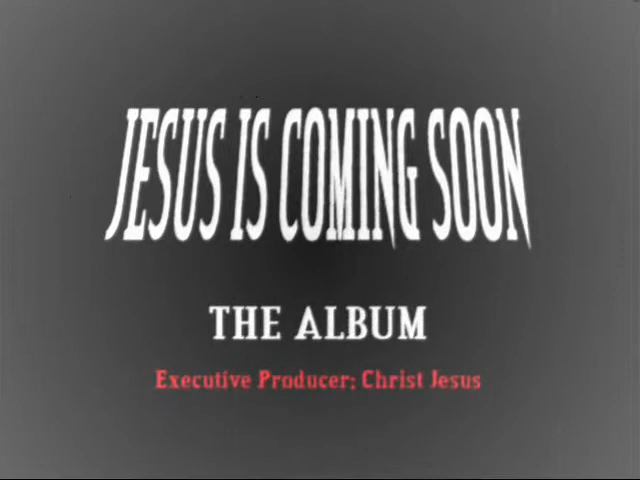 JESUS IS COMING SOON
THE ALBUM
Executive Producer: Christ Jesus